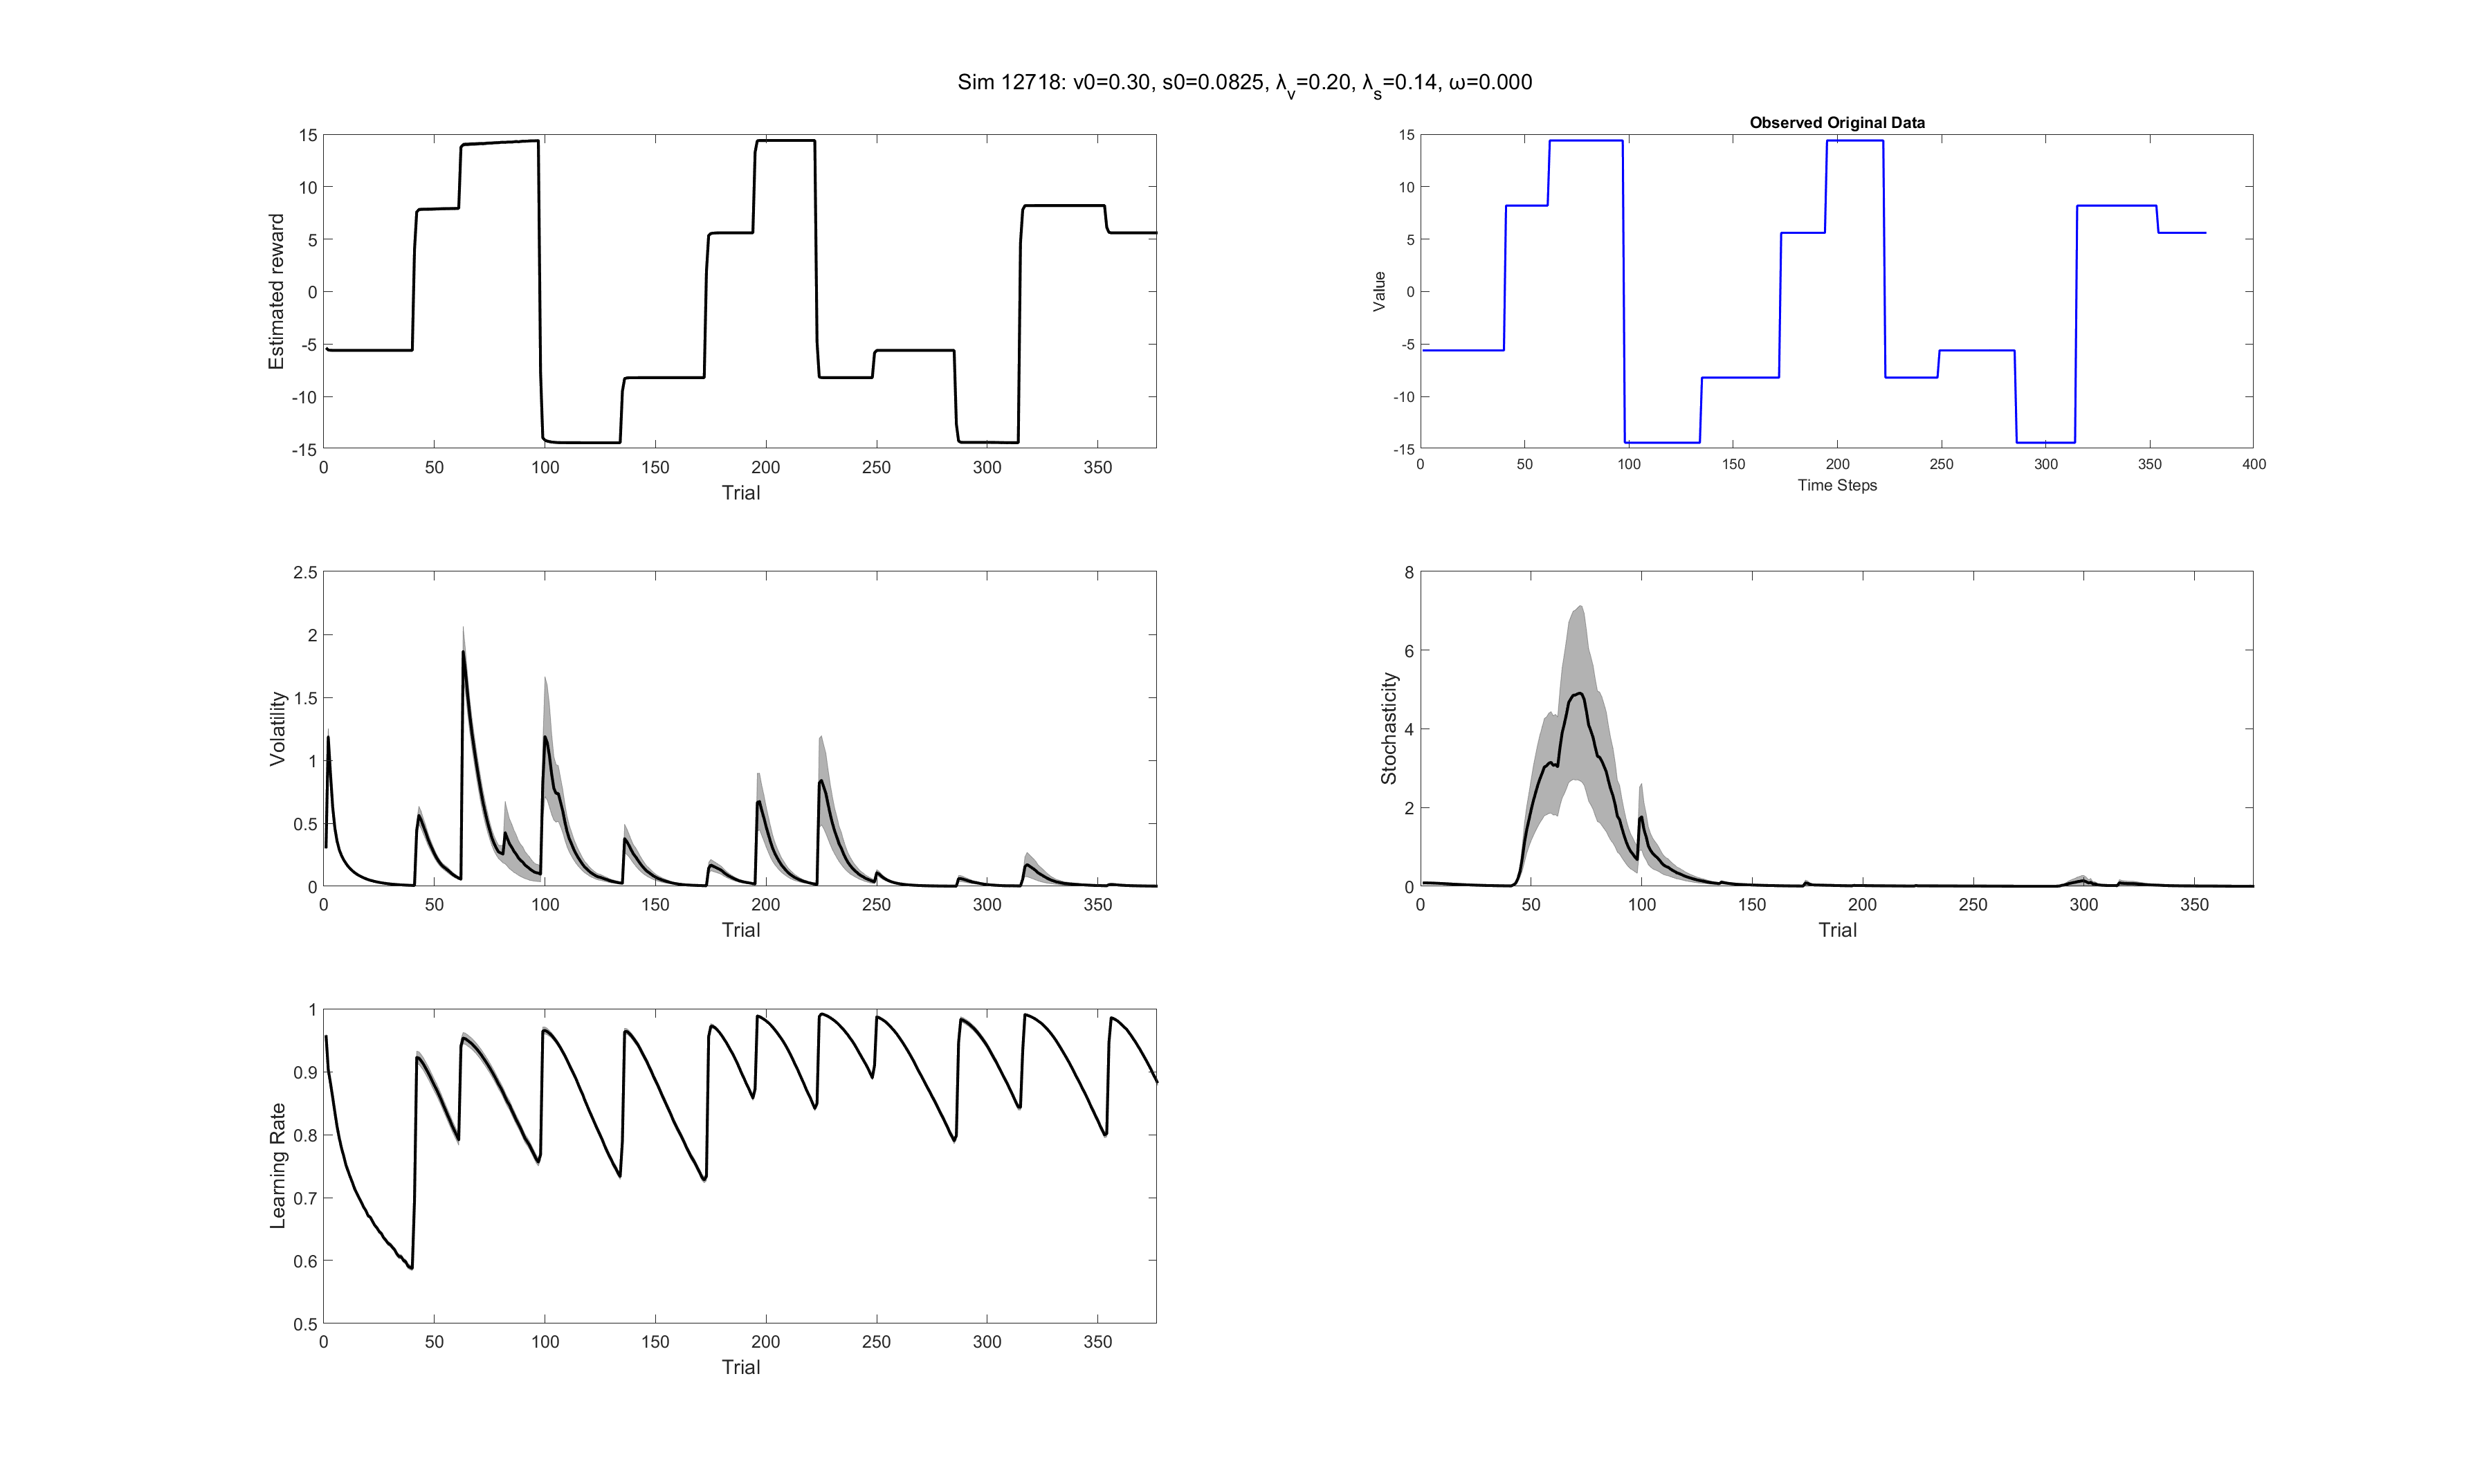 Sim 12718: v0=0.30, s0=0.0825, λv=0.20, λs=0.14, ω=0.000
15
10
5
0
-5
-10
-15
Estimated reward
0 50 100 150 200 250 300 350
Trial
Observed Original Data
15
10
5
0
-5
-10
-15
Value
0 50 100 150 200 250 300 350 400
Time Steps
2.5
2
1.5
1
0.5
0
Volatility
0 50 100 150 200 250 300 350
Trial
8
6
4
2
0
Stochasticity
0 50 100 150 200 250 300 350
Trial
1
0.9
0.8
0.7
0.6
0.5
Learning Rate
0 50 100 150 200 250 300 350
Trial